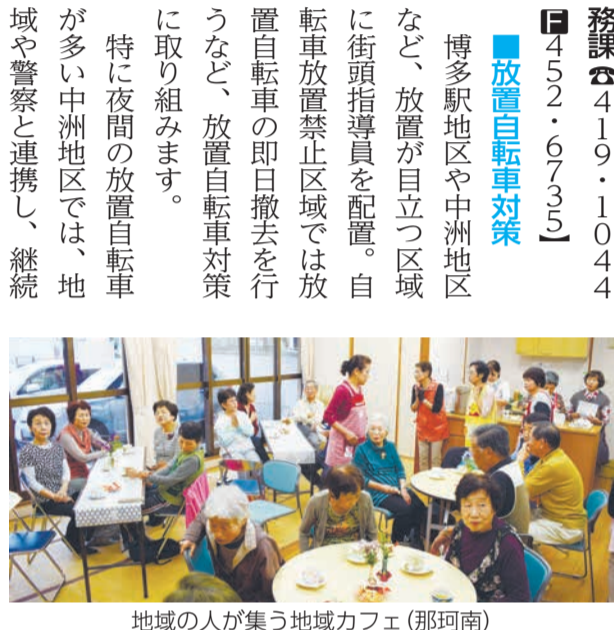 務課☎419・1044
F452・6735】
■放置自転車対策
博多駅地区や中洲地区
など、放置が目立つ区域
に街頭指導員を配置。自
転車放置禁止区域では放
置自転車の即日撤去を行
うなど、放置自転車対策
に取り組みます。
特に夜間の放置自転車
が多い中洲地区では、地
域や警察と連携し、継続
地域の人が集う地域カフェ(那珂南)